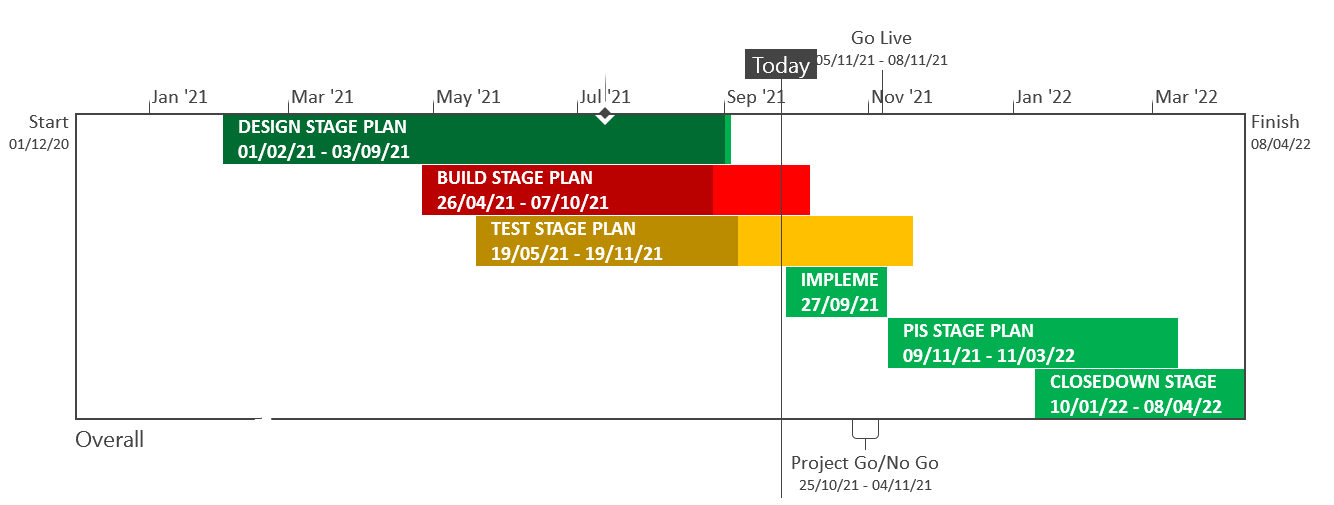 Go Live
05/11/21 - 08/11/21
Today
Jan '21
Mar '21
May '21
Jul '21
Sep '21
Nov '21
Jan '22
Mar '22
Start
01/12/20
Finish
08/04/22
DESIGN STAGE PLAN
01/02/21 - 03/09/21
BUILD STAGE PLAN
26/04/21 - 07/10/21
TEST STAGE PLAN
19/05/21 - 19/11/21
IMPLEME
27/09/21
PIS STAGE PLAN
09/11/21 - 11/03/22
CLOSEDOWN STAGE
10/01/22 - 08/04/22
Overall
Project Go/No Go
25/10/21 - 04/11/21